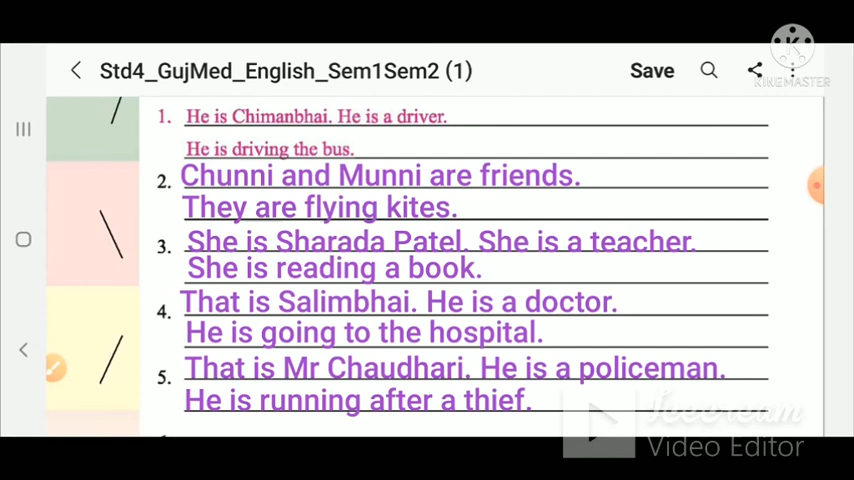 Std4_GujMed_English_Sem1Sem2 (1)
Save
KINEMASTER
1. He is Chimanbhai. He is a driver.
He is driving the bus.
2. Chunni and Munni are friends.
They are flying kites.
3. She is Sharada Patel. She is a teacher.
She is reading a book.
4. That is Salimbhai. He is a doctor.
He is going to the hospital.
5. That is Mr Chaudhari. He is a policeman.
He is running after a thief.
Icecream
Video Editor